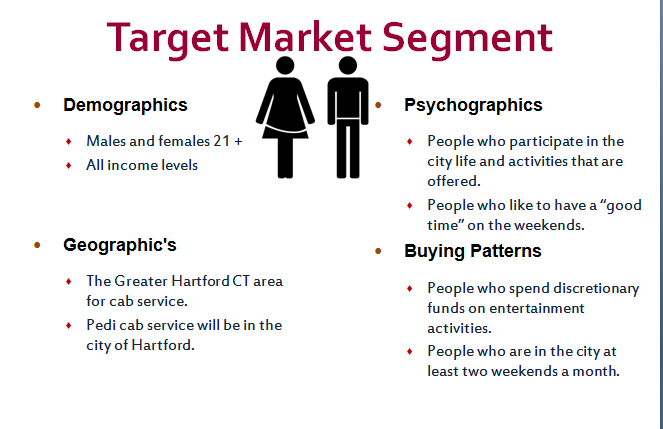 Target Market Segment
Demographics
Males and females 21 +
All income levels
Geographic's
The Greater Hartford CT area
for cab service.
Pedi cab service will be in the
city of Hartford.
Psychographics
People who participate in the
city life and activities that are
offered.
People who like to have a “good
time” on the weekends.
Buying Patterns
People who spend discretionary
funds on entertainment
activities.
People who are in the city at
least two weekends a month.